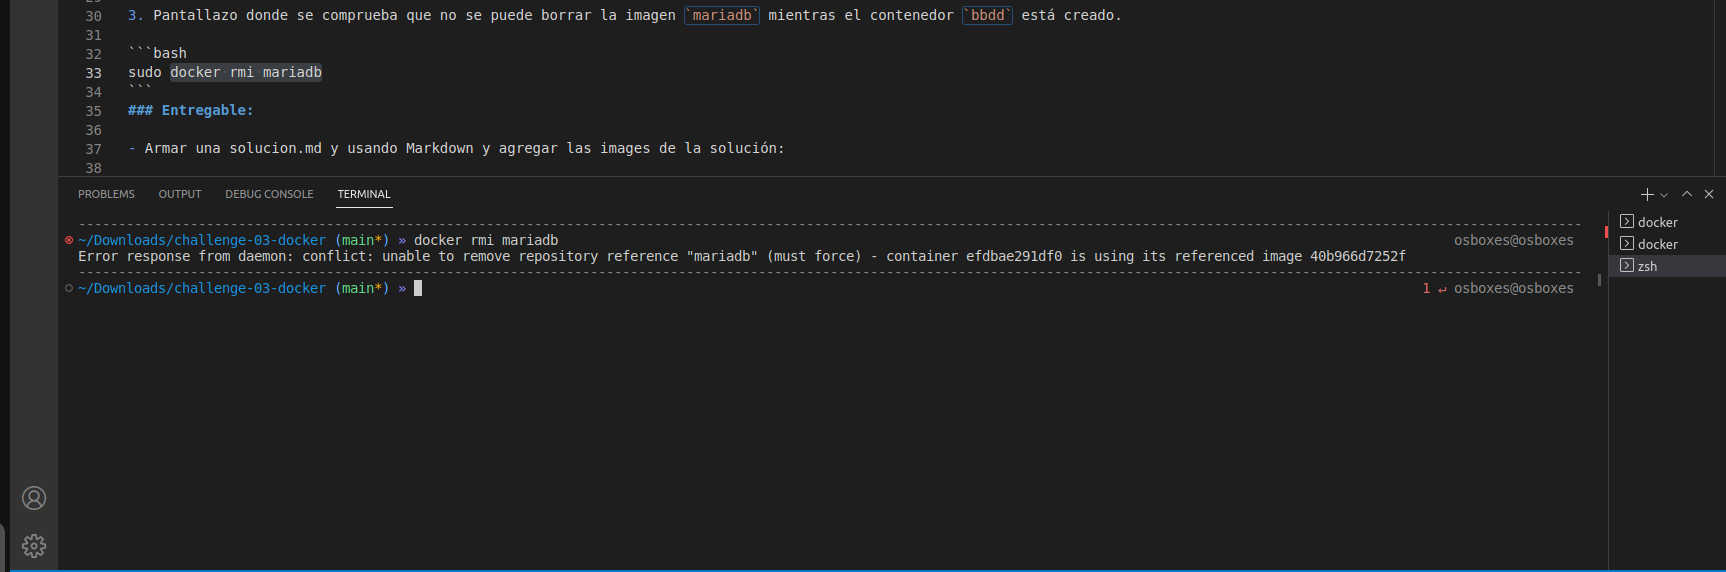 30 3. Pantallazo donde se comprueba que no se puede borrar la imagen `mariadb` mientras el contenedor `bbdd` está creado.
31
32 ```bash
33 sudo docker rmi mariadb
34 ```
35 ### Entregable:
36
37 - Armar una solucion.md y usando Markdown y agregar las images de la solución:
38
PROBLEMS OUTPUT DEBUG CONSOLE TERMINAL
~/Downloads/challenge-03-docker (main*) » docker rmi mariadb osboxes@osboxes
Error response from daemon: conflict: unable to remove repository reference "mariadb" (must force) - container efdbae291df0 is using its referenced image 40b966d7252f
~/Downloads/challenge-03-docker (main*) » 1 ↵ osboxes@osboxes
docker
docker
zsh